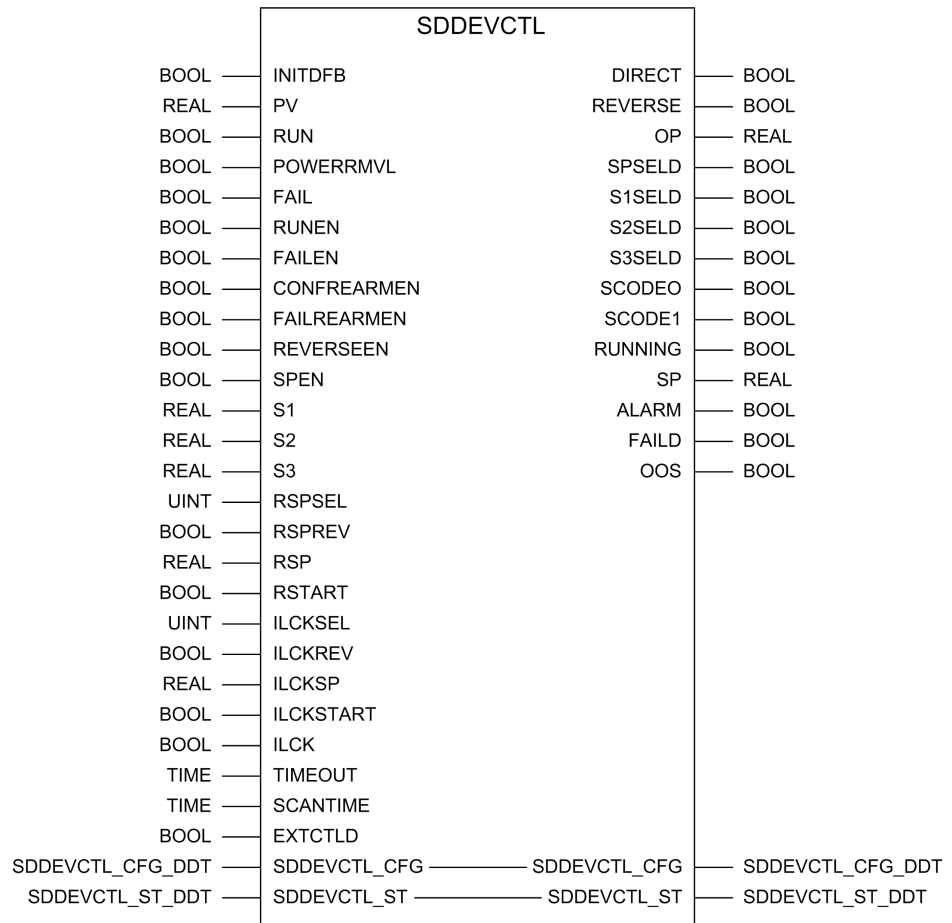 SDDEVCTL
BOOL INITDFB DIRECT BOOL
REAL PV REVERSE BOOL
BOOL RUN OP REAL
BOOL POWERRMVL SPSELD BOOL
BOOL FAIL S1SELD BOOL
BOOL RUNEN S2SELD BOOL
BOOL FAILEN S3SELD BOOL
BOOL CONFREARMEN SCODEO BOOL
BOOL FAILREARMEN SCODE1 BOOL
BOOL REVERSEEN RUNNING BOOL
BOOL SPEN SP REAL
REAL S1 ALARM BOOL
REAL S2 FAILD BOOL
REAL S3 OOS BOOL
UINT RSPSEL
BOOL RSPREV
REAL RSP
BOOL RSTART
UINT ILCKSEL
BOOL ILCKREV
REAL ILCKSP
BOOL ILCKSTART
BOOL ILCK
TIME TIMEOUT
TIME SCANTIME
BOOL EXTCTLD
SDDEVCTL_CFG_DDT SDDEVCTL_CFG SDDEVCTL_CFG SDDEVCTL_CFG_DDT
SDDEVCTL_ST_DDT SDDEVCTL_ST SDDEVCTL_ST SDDEVCTL_ST_DDT